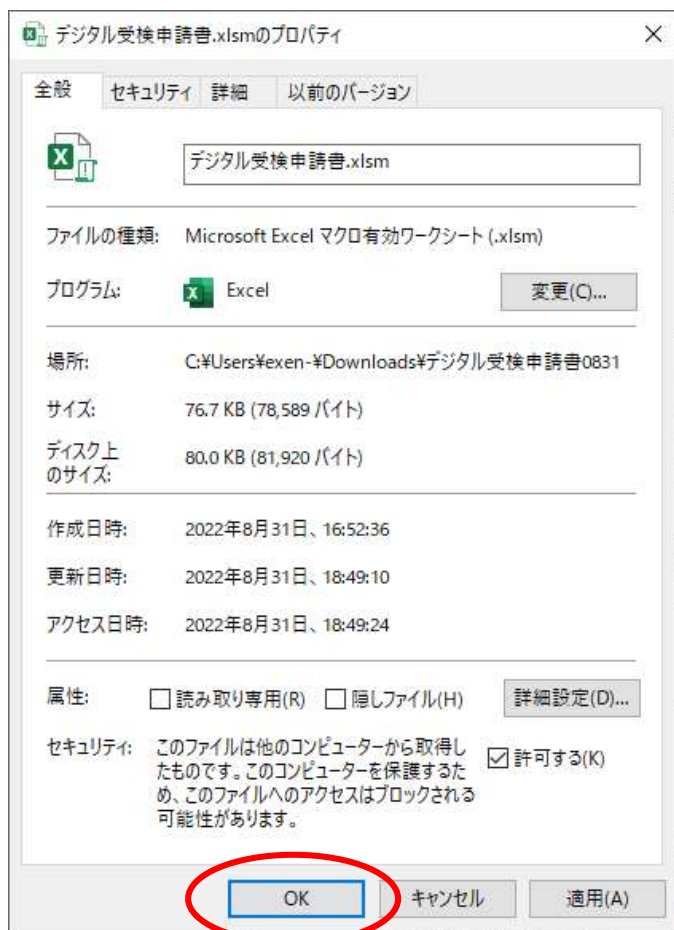 デジタル受検申請書.xlsmのプロパティ
全般 セキュリティ 詳細 以前のバージョン
デジタル受検申請書.xlsm
ファイルの種類: Microsoft Excel マクロ有効ワークシート (.xlsm)
プログラム: Excel 変更(C)...
場所: C:¥Users¥exen-¥Downloads¥デジタル受検申請書0831
サイズ: 76.7 KB (78,589 バイト)
ディスク上
のサイズ: 80.0 KB (81,920 バイト)
作成日時: 2022年8月31日、16:52:36
更新日時: 2022年8月31日、18:49:10
アクセス日時: 2022年8月31日、18:49:24
属性: 読み取り専用(R) 隠しファイル(H) 詳細設定(D)...
セキュリティ: このファイルは他のコンピューターから取得し
たものです。このコンピューターを保護するた
め、このファイルへのアクセスはブロックされる
可能性があります。
許可する(K)
OK キャンセル 適用(A)